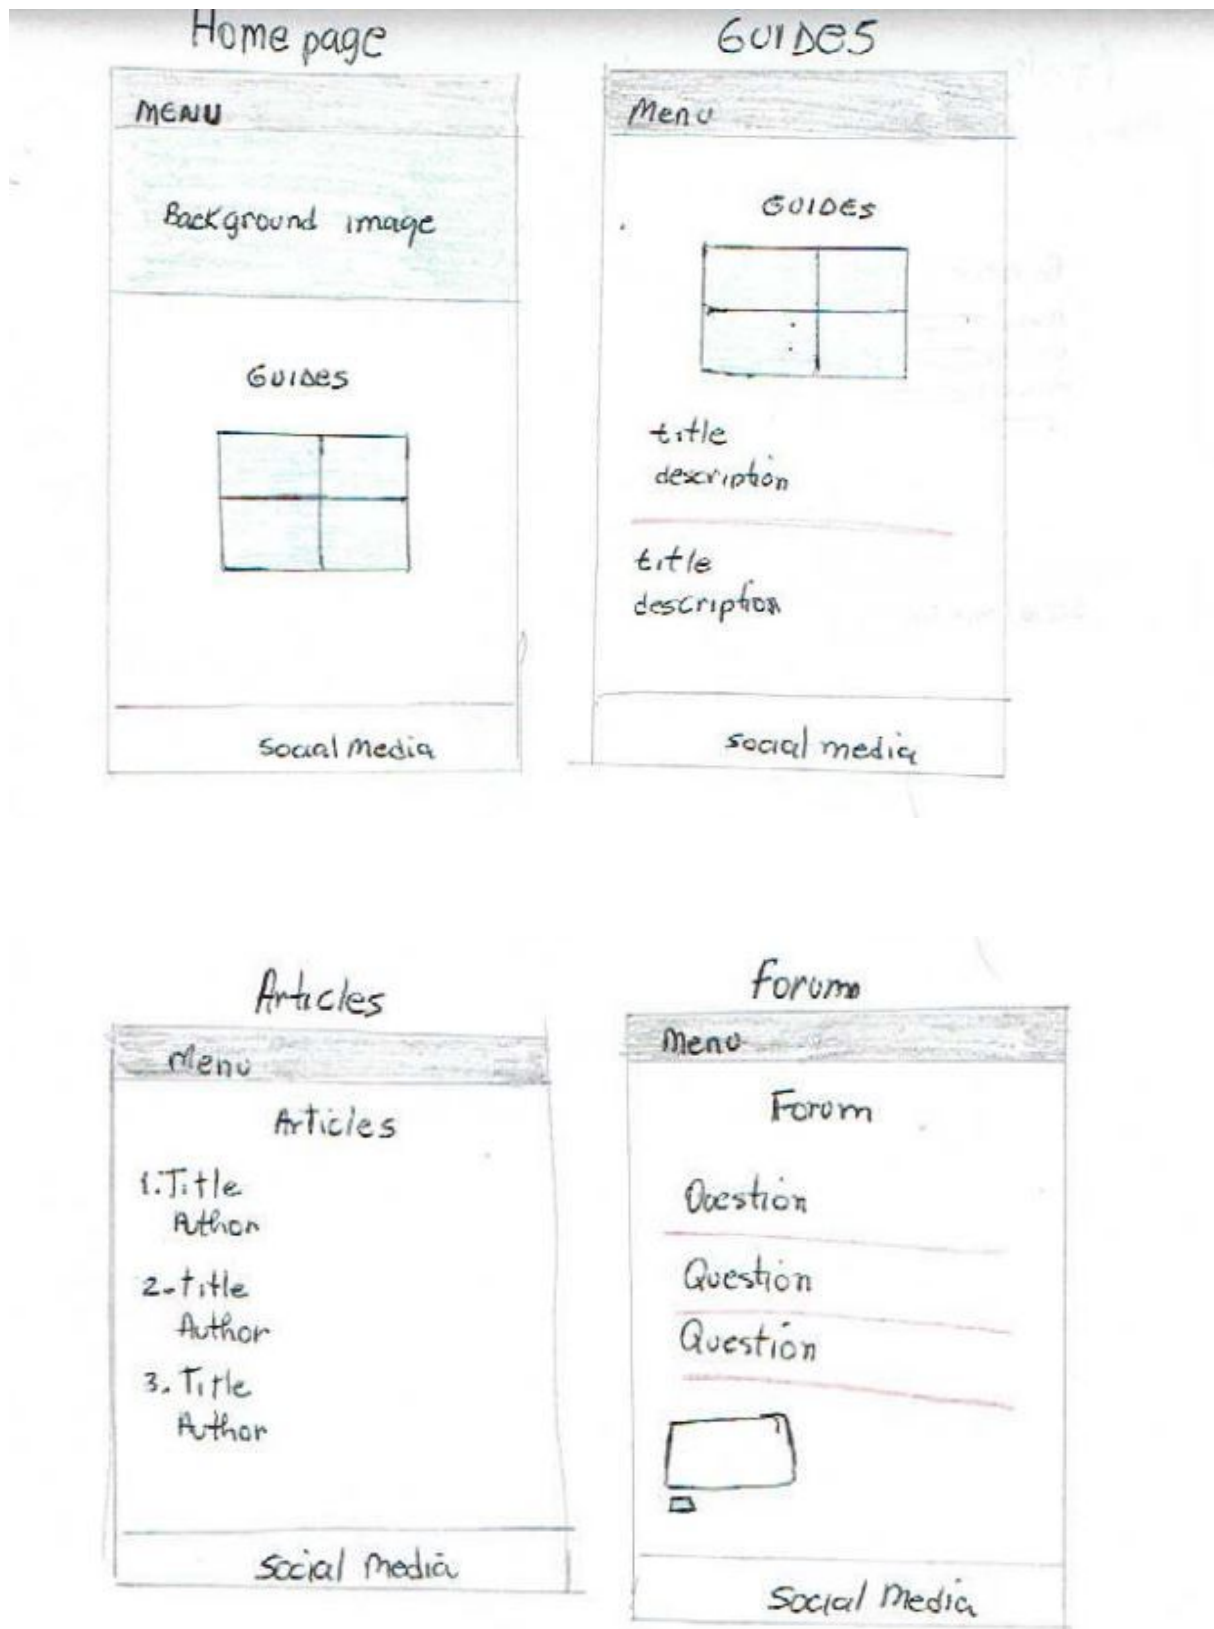 Home page
MENU
Background image
GUIDES
Social Media
GUIDES
Menu
GUIDES
title
description
title
description
social media
Articles
Menu
Articles
1. Title
Author
2-title
Author
3. Title
Author
Social Media
Forum
Menu
Forum
Question
Question
Question
Social Media